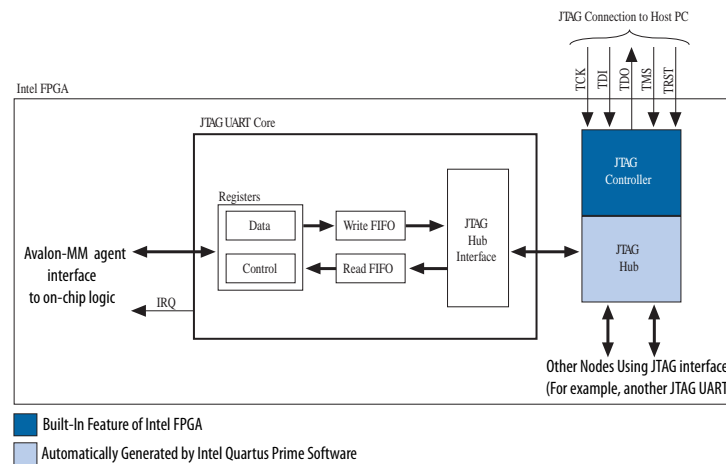 JTAG Connection to Host PC
TCK
TDI
TDO
TMS
TRST
Intel FPGA
JTAG UART Core
JTAG
Controller
Registers
Data
Write FIFO
JTAG
Hub
Interface
Avalon-MM agent
interface
to on-chip logic
Control
Read FIFO
JTAG
Hub
IRQ
Other Nodes Using JTAG interface
(For example, another JTAG UART
Built-In Feature of Intel FPGA
Automatically Generated by Intel Quartus Prime Software